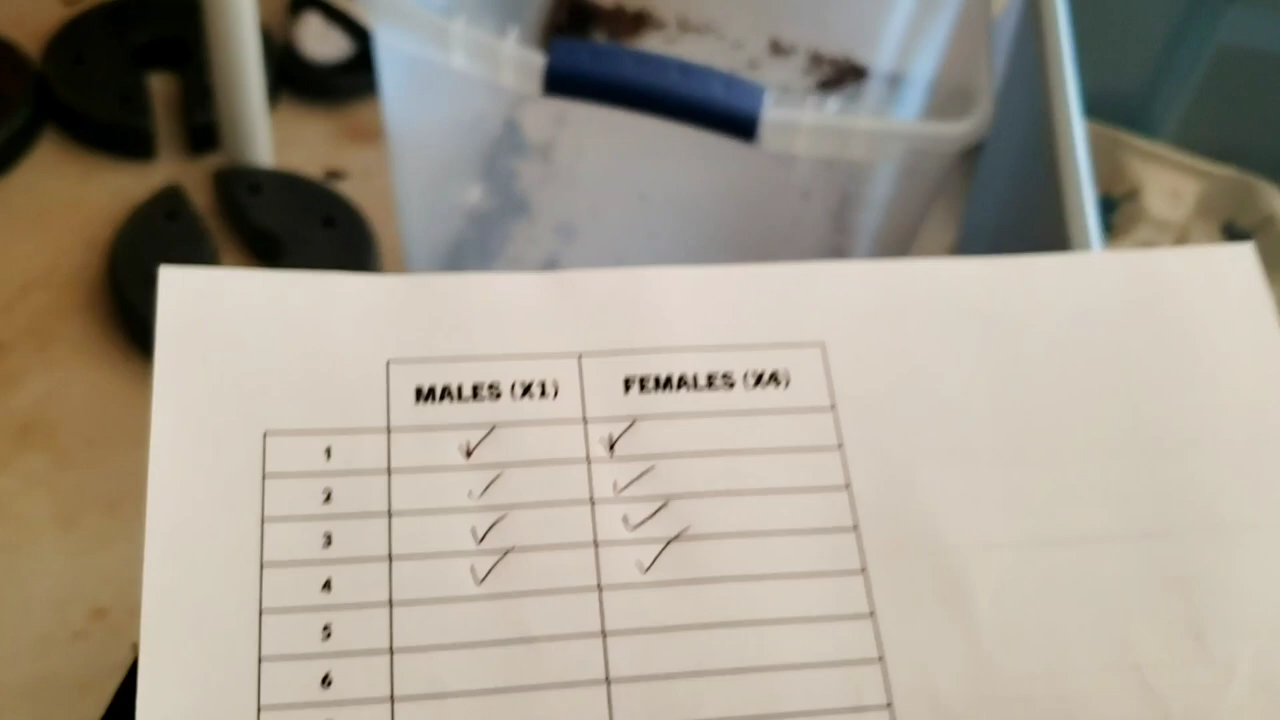 MALES (X1) FEMALES (X4)
1 ✓ ✓
2 ✓ ✓
3 ✓ ✓
4 ✓ ✓
5
6